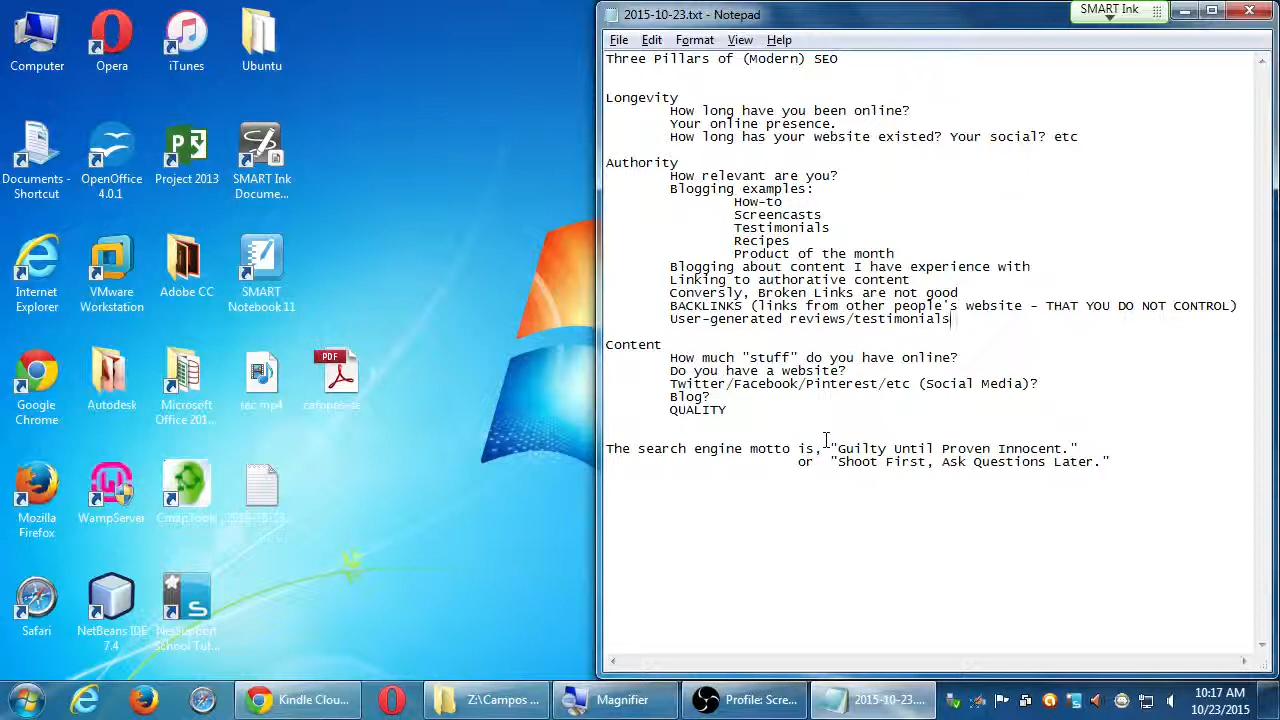 2015-10-23.txt - Notepad
SMART Ink
File Edit Format View Help
Three Pillars of (Modern) SEO
Longevity
How long have you been online?
Your online presence.
How long has your website existed? Your social? etc
Authority
How relevant are you?
Blogging examples:
How-to
Screencasts
Testimonials
Recipes
Product of the month
Blogging about content I have experience with
Linking to authorative content
Conversly, Broken Links are not good
BACKLINKS (links from other people's website - THAT YOU DO NOT CONTROL)
User-generated reviews/testimonials
Content
How much "stuff" do you have online?
Do you have a website?
Twitter/Facebook/Pinterest/etc (Social Media)?
Blog?
QUALITY
The search engine motto is, "Guilty Until Proven Innocent."
or "Shoot First, Ask Questions Later."
Computer
Opera
iTunes
Ubuntu
Documents -
Shortcut
OpenOffice
4.0.1
Project 2013
SMART Ink
Docume...
Internet
Explorer
VMware
Workstation
Adobe CC
SMART
Notebook 11
PDF
Google
Chrome
Autodesk
Microsoft
Office 201...
Mozilla
Firefox
WampServer
CmapTools
Safari
NetBeans IDE
7.4
NetSupport
School Tut...
Kindle Clou...
Z:\Campos ...
Magnifier
Profile: Scre...
2015-10-23....
10:17 AM
10/23/2015